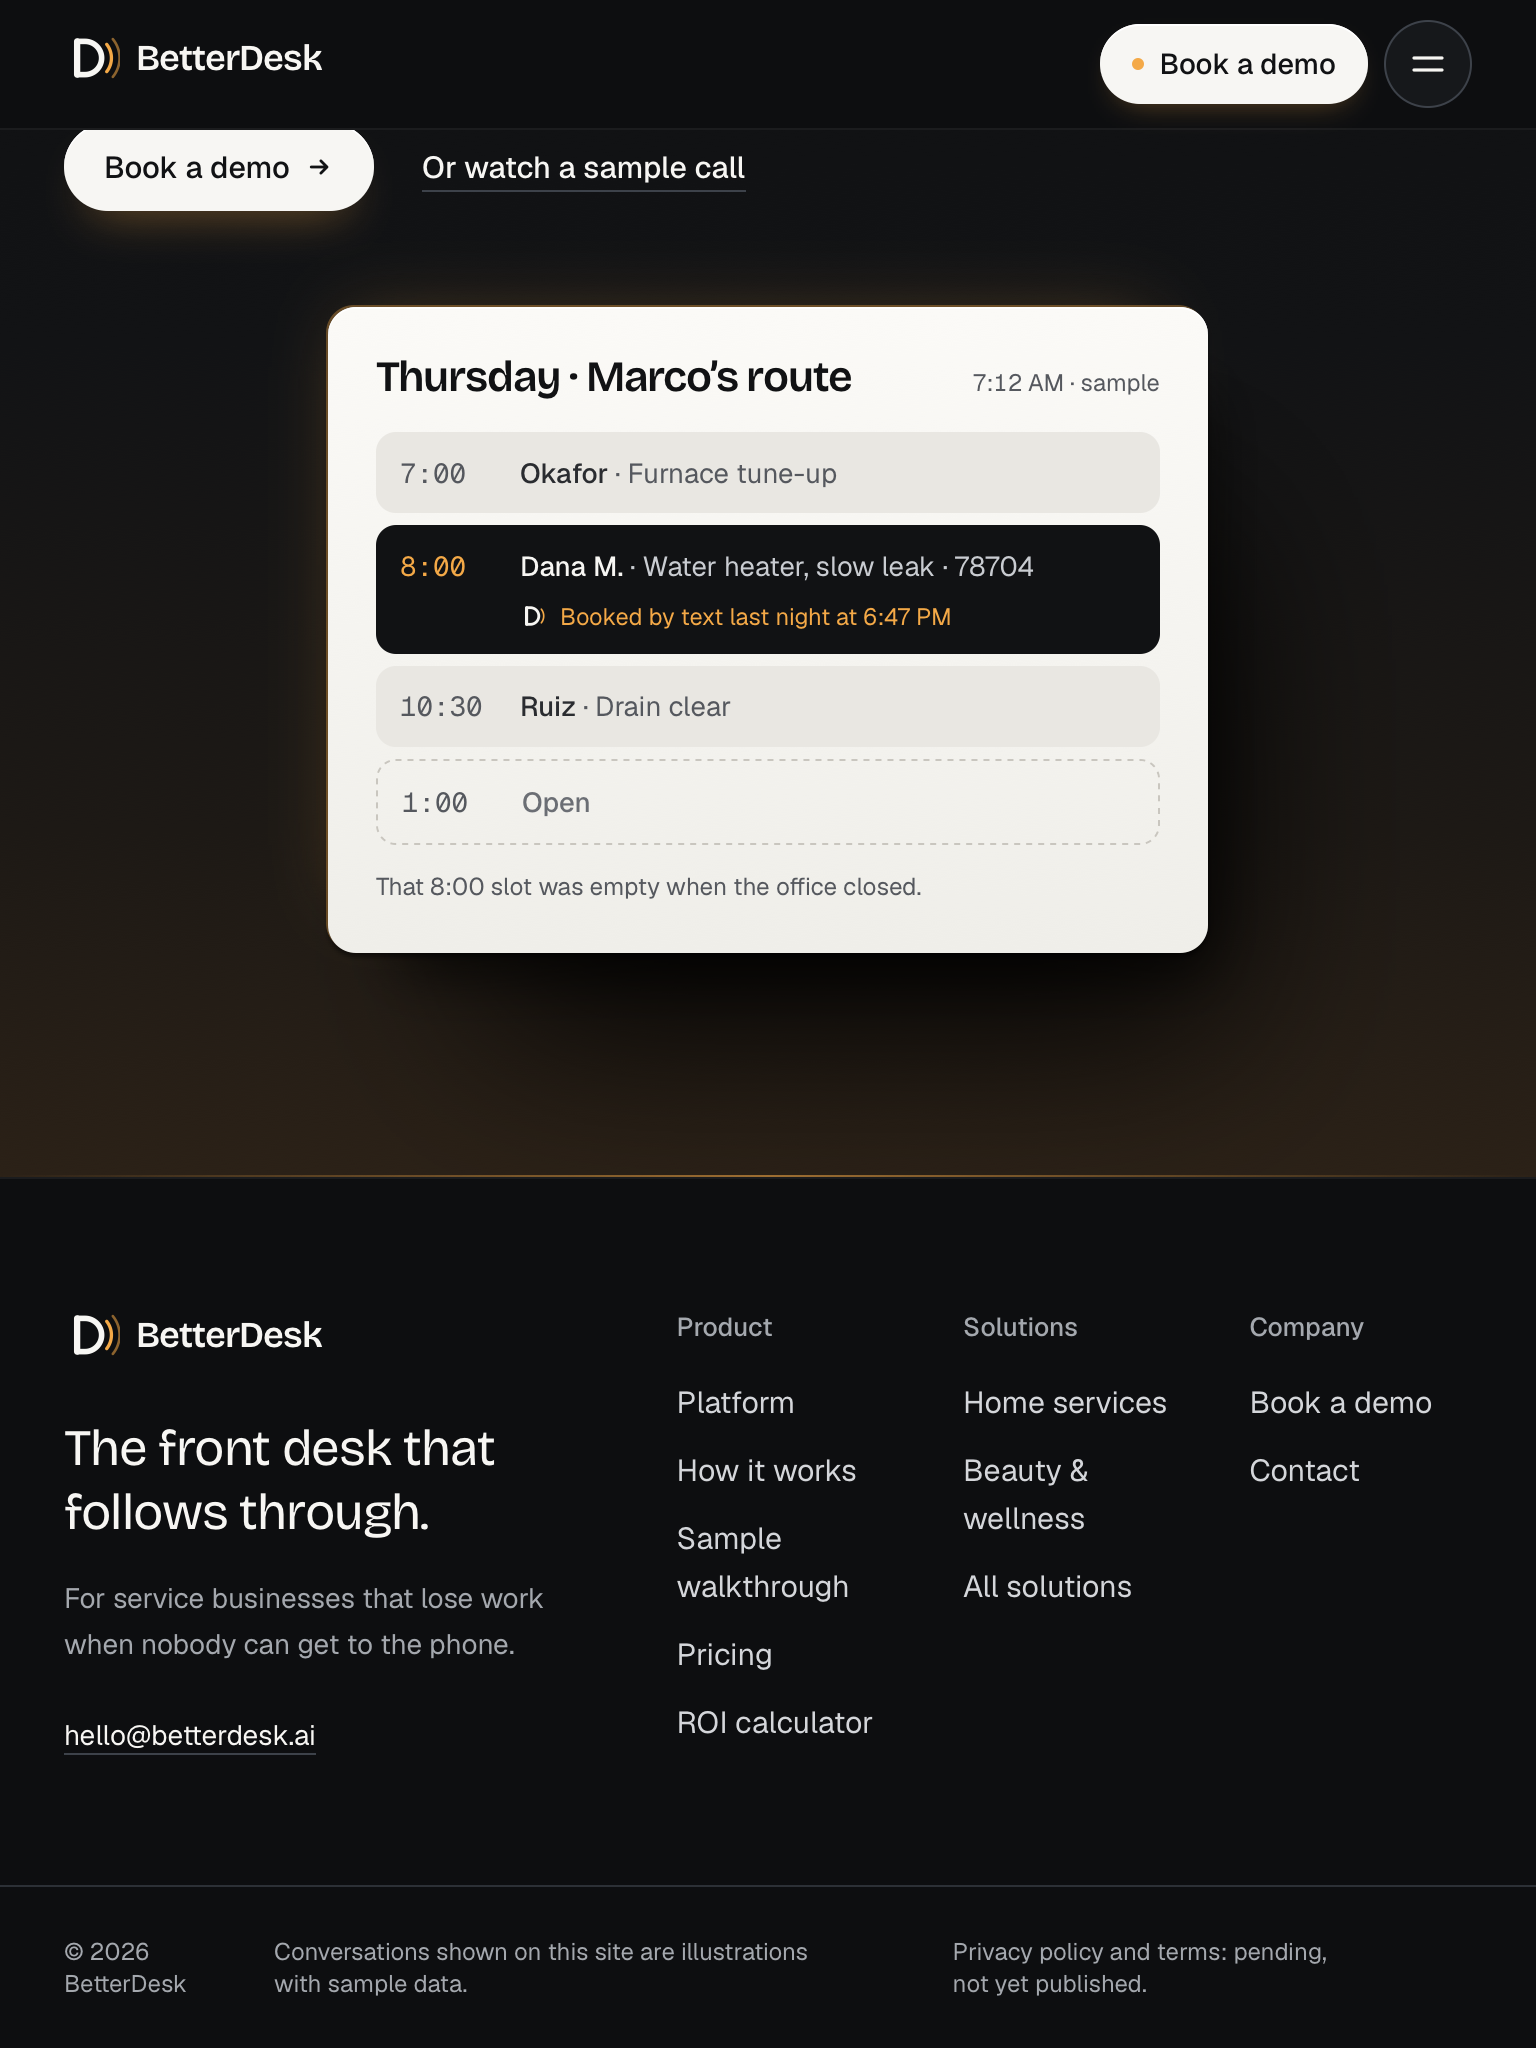 BetterDesk
Book a demo
Book a demo →
Or watch a sample call
Thursday · Marco’s route
7:12 AM · sample
7:00 Okafor · Furnace tune-up
8:00 Dana M. · Water heater, slow leak · 78704
Booked by text last night at 6:47 PM
10:30 Ruiz · Drain clear
1:00 Open
That 8:00 slot was empty when the office closed.
BetterDesk
The front desk that
follows through.
For service businesses that lose work
when nobody can get to the phone.
hello@betterdesk.ai
Product
Platform
How it works
Sample
walkthrough
Pricing
ROI calculator
Solutions
Home services
Beauty &
wellness
All solutions
Company
Book a demo
Contact
© 2026
BetterDesk
Conversations shown on this site are illustrations
with sample data.
Privacy policy and terms: pending,
not yet published.